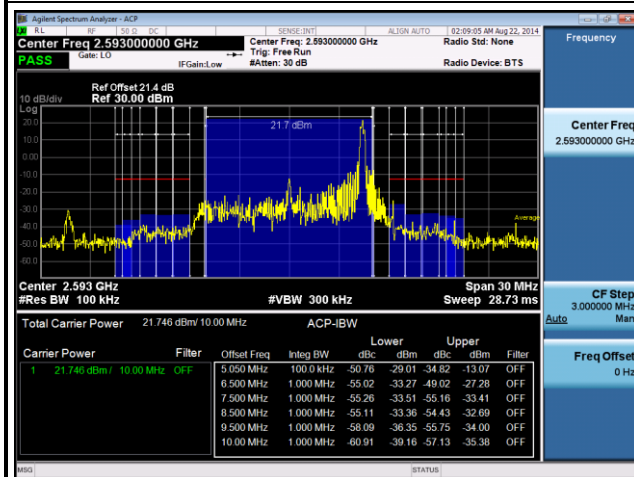 Agilent Spectrum Analyzer - ACP
RL RF 50 Ω DC SENSE:INT ALIGN AUTO 02:09:05 AM Aug 22, 2014
Center Freq 2.593000000 GHz Center Freq: 2.593000000 GHz Radio Std: None Frequency
PASS Gate: LO IFGain:Low Trig: Free Run
#Atten: 30 dB Radio Device: BTS
Ref Offset 21.4 dB
10 dB/div Ref 30.00 dBm
Log
20.0
10.0
0.00
-10.0
-20.0
-30.0
-40.0
-50.0
-60.0
21.7 dBm
Average
Center Freq
2.593000000 GHz
Center 2.593 GHz Span 30 MHz
#Res BW 100 kHz #VBW 300 kHz Sweep 28.73 ms
CF Step
3.000000 MHz
Auto Man
Total Carrier Power 21.746 dBm/ 10.00 MHz ACP-IBW
Lower Upper
Carrier Power Filter Offset Freq Integ BW dBc dBm dBc dBm Filter
1 21.746 dBm / 10.00 MHz OFF 5.050 MHz 100.0 kHz -50.76 -29.01 -34.82 -13.07 OFF
6.500 MHz 1.000 MHz -55.02 -33.27 -49.02 -27.28 OFF
7.500 MHz 1.000 MHz -55.26 -33.51 -55.16 -33.41 OFF
8.500 MHz 1.000 MHz -55.11 -33.36 -54.43 -32.69 OFF
9.500 MHz 1.000 MHz -58.09 -36.35 -55.75 -34.00 OFF
10.00 MHz 1.000 MHz -60.91 -39.16 -57.13 -35.38 OFF
Freq Offset
0 Hz
MSG STATUS